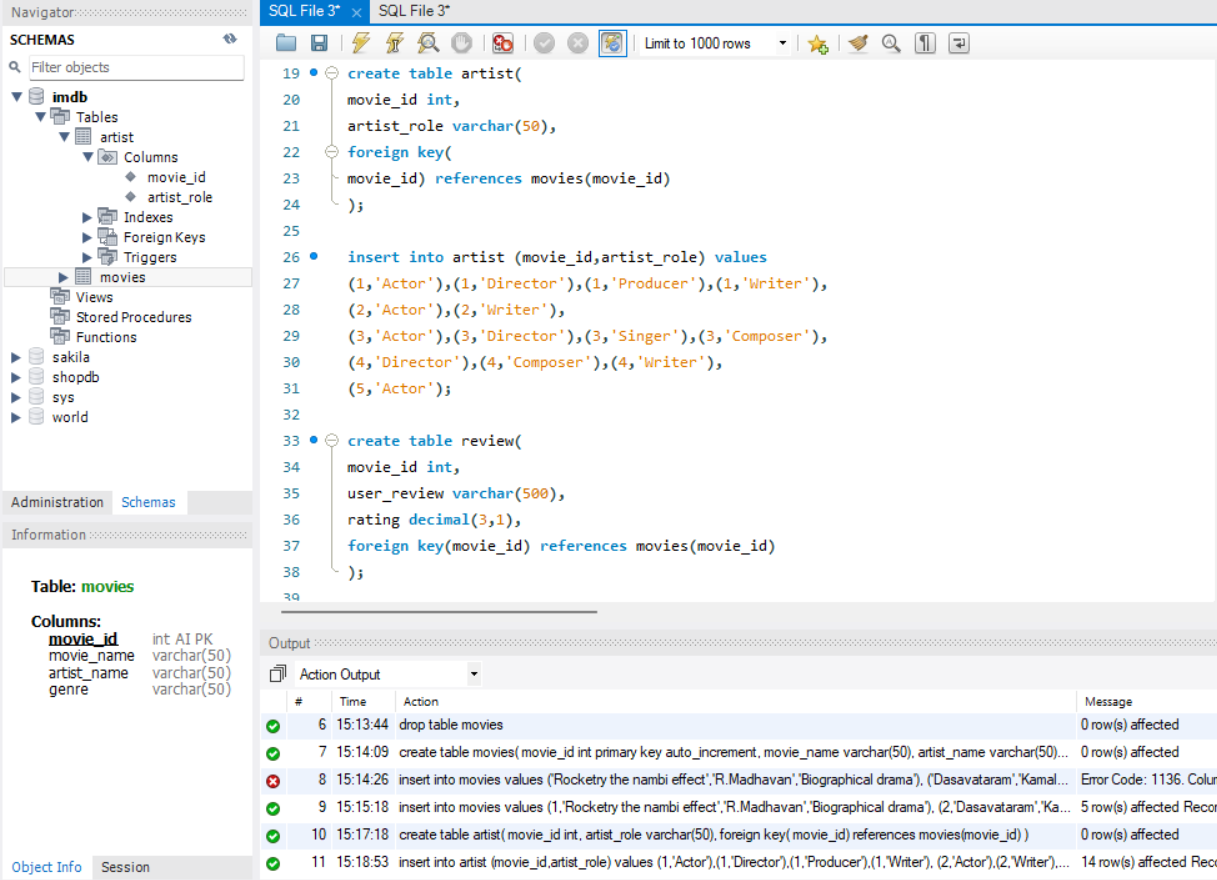 Navigator
SCHEMAS
Filter objects
imdb
Tables
artist
Columns
movie_id
artist_role
Indexes
Foreign Keys
Triggers
movies
Views
Stored Procedures
Functions
sakila
shopdb
sys
world
Administration Schemas
Information
Table: movies
Columns:
movie_id int AI PK
movie_name varchar(50)
artist_name varchar(50)
genre varchar(50)
Object Info Session
SQL File 3* SQL File 3*
Limit to 1000 rows
19 create table artist(
20 movie_id int,
21 artist_role varchar(50),
22 foreign key(
23 movie_id) references movies(movie_id)
24 );
25
26 insert into artist (movie_id,artist_role) values
27 (1,'Actor'),(1,'Director'),(1,'Producer'),(1,'Writer'),
28 (2,'Actor'),(2,'Writer'),
29 (3,'Actor'),(3,'Director'),(3,'Singer'),(3,'Composer'),
30 (4,'Director'),(4,'Composer'),(4,'Writer'),
31 (5,'Actor');
32
33 create table review(
34 movie_id int,
35 user_review varchar(500),
36 rating decimal(3,1),
37 foreign key(movie_id) references movies(movie_id)
38 );
39
Output
Action Output
# Time Action Message
6 15:13:44 drop table movies 0 row(s) affected
7 15:14:09 create table movies( movie_id int primary key auto_increment, movie_name varchar(50), artist_name varchar(50)... 0 row(s) affected
8 15:14:26 insert into movies values ('Rocketry the nambi effect','R.Madhavan','Biographical drama'), ('Dasavataram','Kamal... Error Code: 1136. Colu
9 15:15:18 insert into movies values (1,'Rocketry the nambi effect','R.Madhavan','Biographical drama'), (2,'Dasavataram','Ka... 5 row(s) affected Reco
10 15:17:18 create table artist( movie_id int, artist_role varchar(50), foreign key( movie_id) references movies(movie_id) ) 0 row(s) affected
11 15:18:53 insert into artist (movie_id,artist_role) values (1,'Actor'),(1,'Director'),(1,'Producer'),(1,'Writer'), (2,'Actor'),(2,'Writer'),... 14 row(s) affected Reco